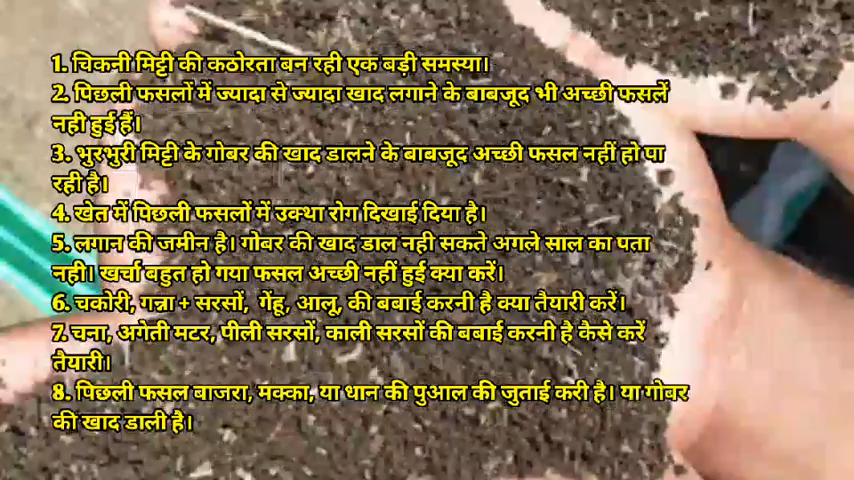 1. चिकनी मिट्टी की कठोरता बन रही एक बड़ी समस्या।
2. पिछली फसलों में ज्यादा से ज्यादा खाद लगाने के बाबजूद भी अच्छी फसलें
नही हुई हैं।
3. भुरभुरी मिट्टी के गोबर की खाद डालने के बाबजूद अच्छी फसल नहीं हो पा
रही है।
4. खेत में पिछली फसलों में उक्था रोग दिखाई दिया है।
5. लगान की जमीन है। गोबर की खाद डाल नही सकते अगले साल का पता
नही। खर्चा बहुत हो गया फसल अच्छी नहीं हुई क्या करें।
6. चकोरी, गन्ना + सरसों, गेंहू, आलू, की बबाई करनी है क्या तैयारी करें।
7. चना, अगेती मटर, पीली सरसों, काली सरसों की बबाई करनी है कैसे करें
तैयारी।
8. पिछली फसल बाजरा, मक्का, या धान की पुआल की जुताई करी है। या गोबर
की खाद डाली है।